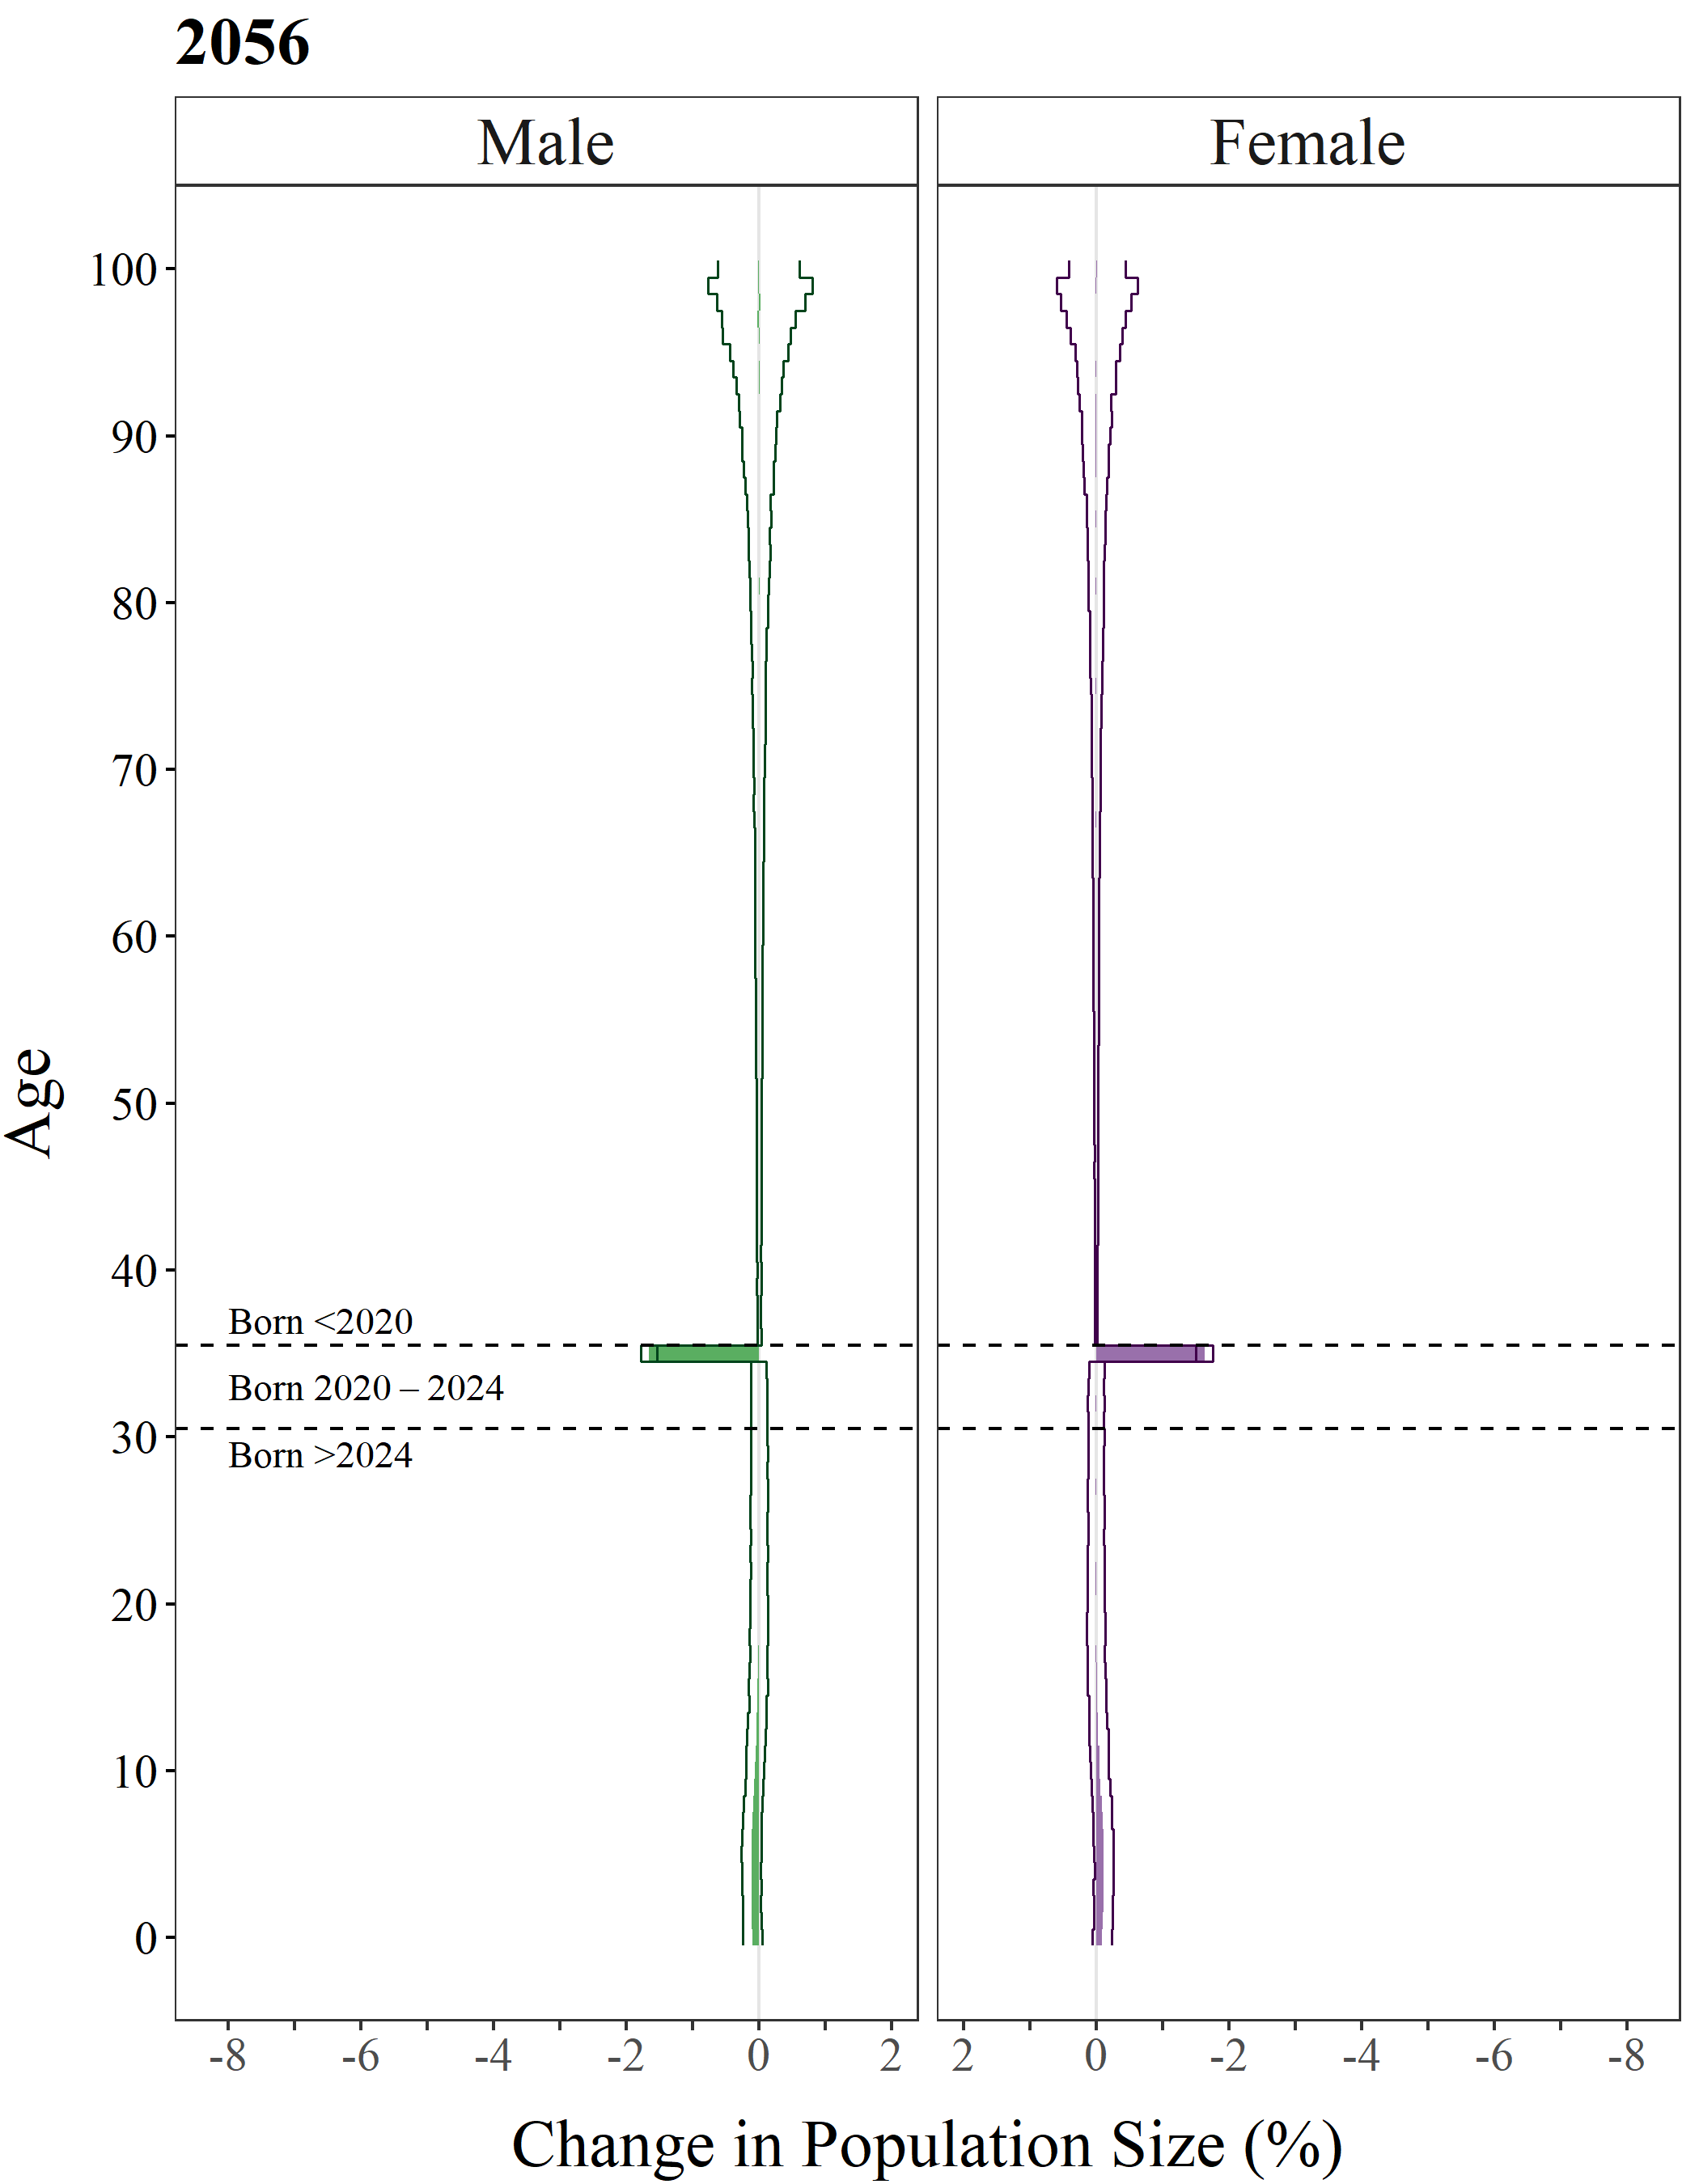 2056
Male
Female
100
90
80
70
60
50
40
30
20
10
0
Age
Born <2020
Born 2020 – 2024
Born >2024
-8 -6 -4 -2 0 2
2 0 -2 -4 -6 -8
Change in Population Size (%)